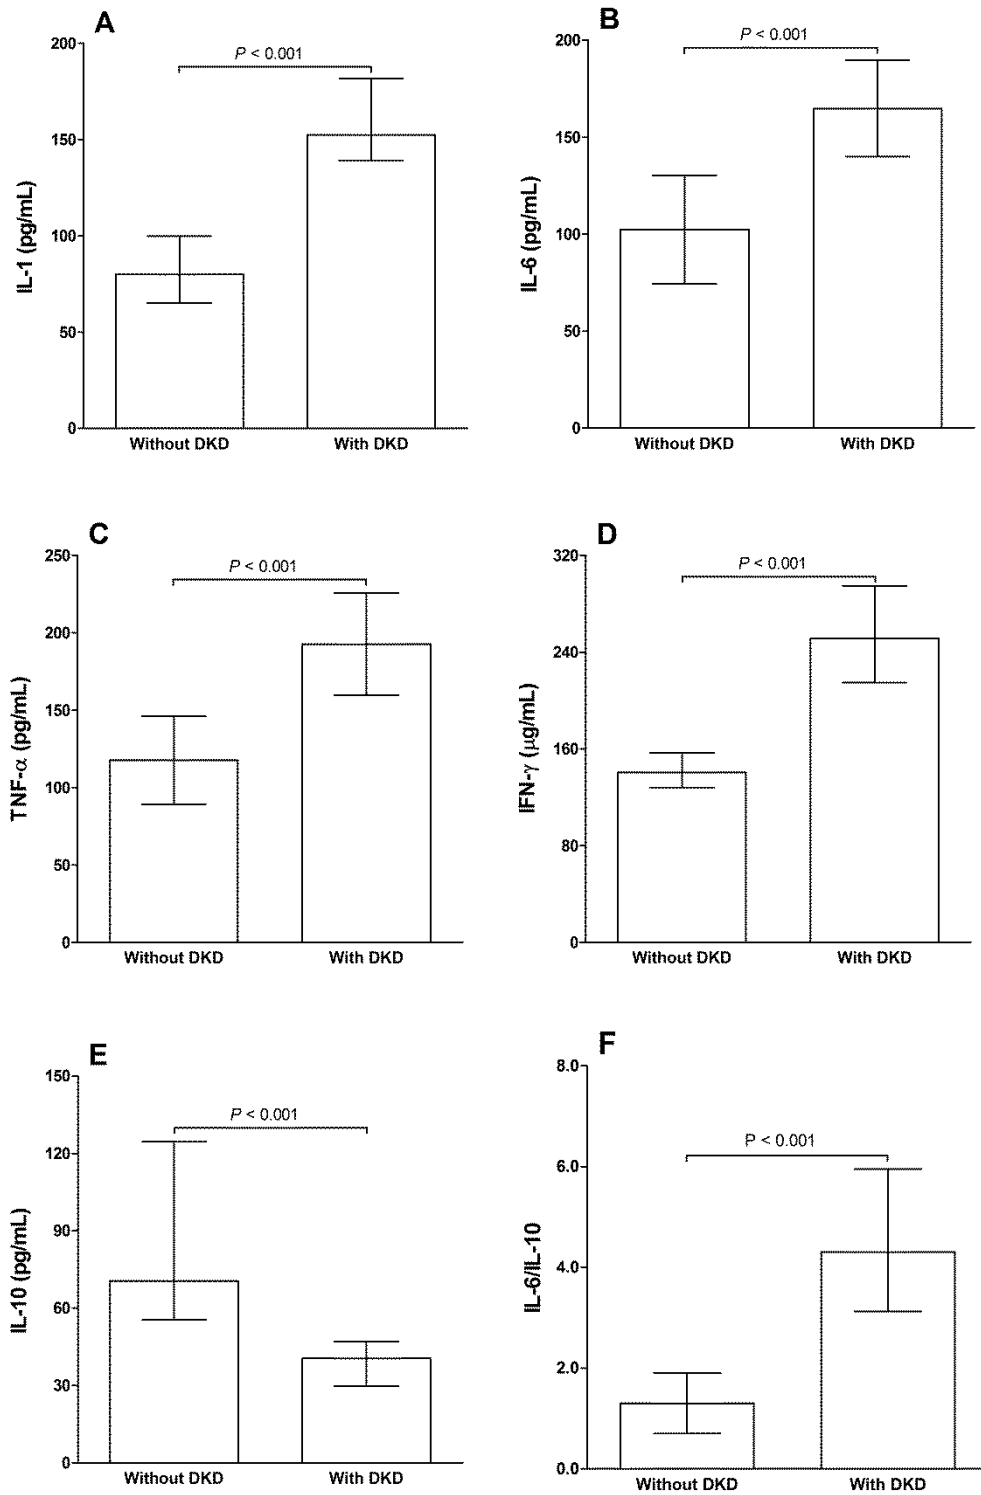 A
P < 0.001
200
150
100
50
0
IL-1 (pg/mL)
Without DKD
With DKD
B
P < 0.001
200
150
100
50
0
IL-6 (pg/mL)
Without DKD
With DKD
C
P < 0.001
250
200
150
100
50
0
TNF-α (pg/mL)
Without DKD
With DKD
D
P < 0.001
320
240
160
80
0
IFN-γ (µg/mL)
Without DKD
With DKD
E
P < 0.001
150
120
90
60
30
0
IL-10 (pg/mL)
Without DKD
With DKD
F
P < 0.001
8.0
6.0
4.0
2.0
0.0
IL-6/IL-10
Without DKD
With DKD